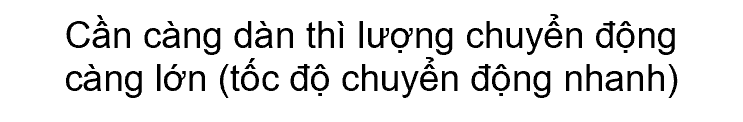 Cần càng dàn thì lượng chuyển động
càng lớn (tốc độ chuyển động nhanh)